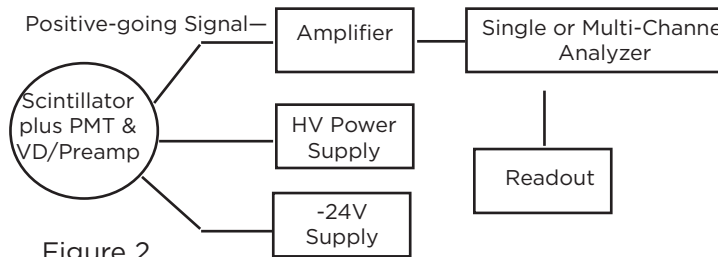 Positive-going Signal—
Amplifier
Single or Multi-Channe
Analyzer
Scintillator
plus PMT &
VD/Preamp
HV Power
Supply
Readout
-24V
Supply
Figure 2